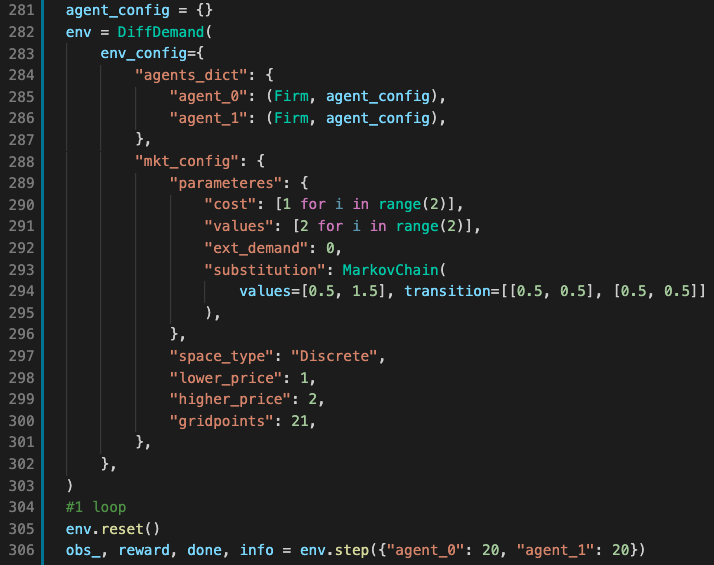 281 agent_config = {}
282 env = DiffDemand(
283     env_config={
284         "agents_dict": {
285             "agent_0": (Firm, agent_config),
286             "agent_1": (Firm, agent_config),
287         },
288         "mkt_config": {
289             "parameteres": {
290                 "cost": [1 for i in range(2)],
291                 "values": [2 for i in range(2)],
292                 "ext_demand": 0,
293                 "substitution": MarkovChain(
294                     values=[0.5, 1.5], transition=[[0.5, 0.5], [0.5, 0.5]]
295                 ),
296             },
297             "space_type": "Discrete",
298             "lower_price": 1,
299             "higher_price": 2,
300             "gridpoints": 21,
301         },
302     },
303 )
304 #1 loop
305 env.reset()
306 obs_, reward, done, info = env.step({"agent_0": 20, "agent_1": 20})